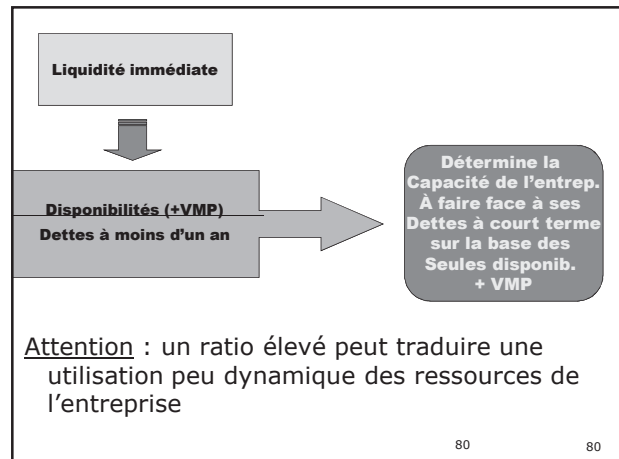 Liquidité immédiate
Disponibilités (+VMP)
Dettes à moins d'un an
Détermine la
Capacité de l'entrep.
À faire face à ses
Dettes à court terme
sur la base des
Seules disponib.
+ VMP
Attention : un ratio élevé peut traduire une
utilisation peu dynamique des ressources de
l'entreprise
80 80